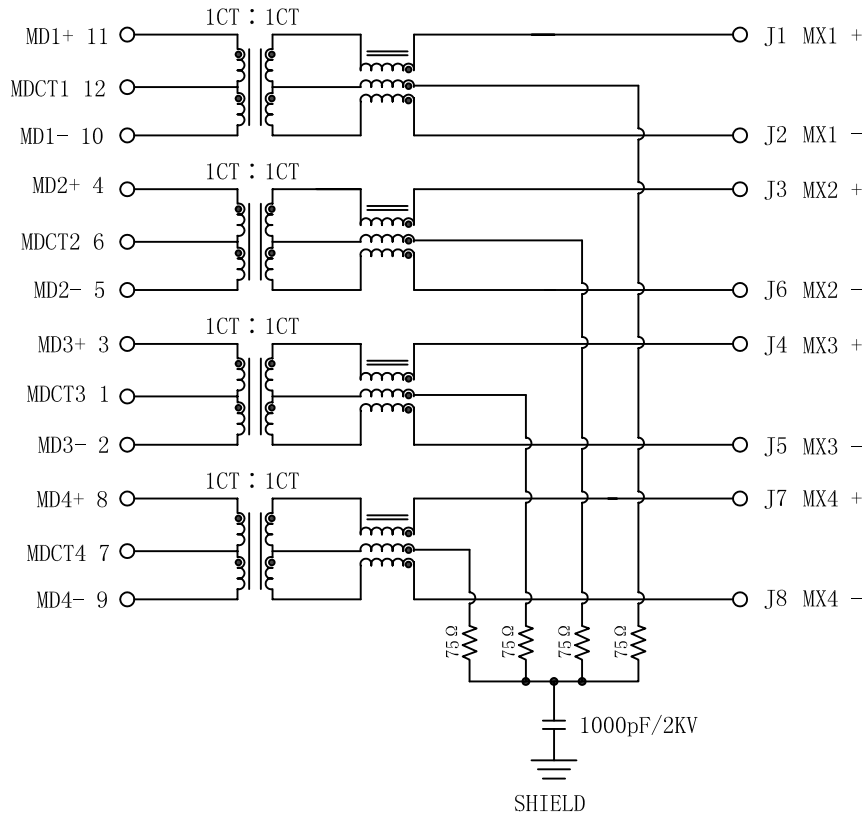 1CT : 1CT
MD1+ 11
J1 MX1 +
MDCT1 12
MD1- 10
J2 MX1 -
1CT : 1CT
MD2+ 4
J3 MX2 +
MDCT2 6
MD2- 5
J6 MX2 -
1CT : 1CT
MD3+ 3
J4 MX3 +
MDCT3 1
MD3- 2
J5 MX3 -
1CT : 1CT
MD4+ 8
J7 MX4 +
MDCT4 7
MD4- 9
J8 MX4 -
75Ω
75Ω
75Ω
75Ω
1000pF/2KV
SHIELD